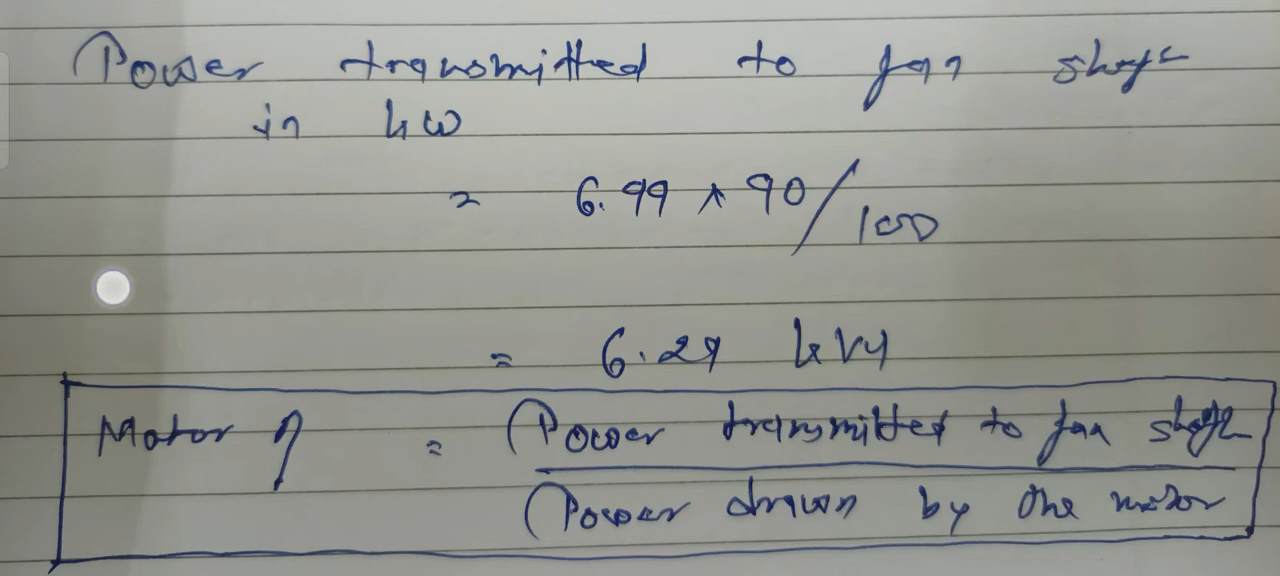 Power transmitted to fan shaft
in kW
= 6.99 × 90/100
= 6.29 kW
Motor η = Power transmitted to fan shaft
Power drawn by the motor